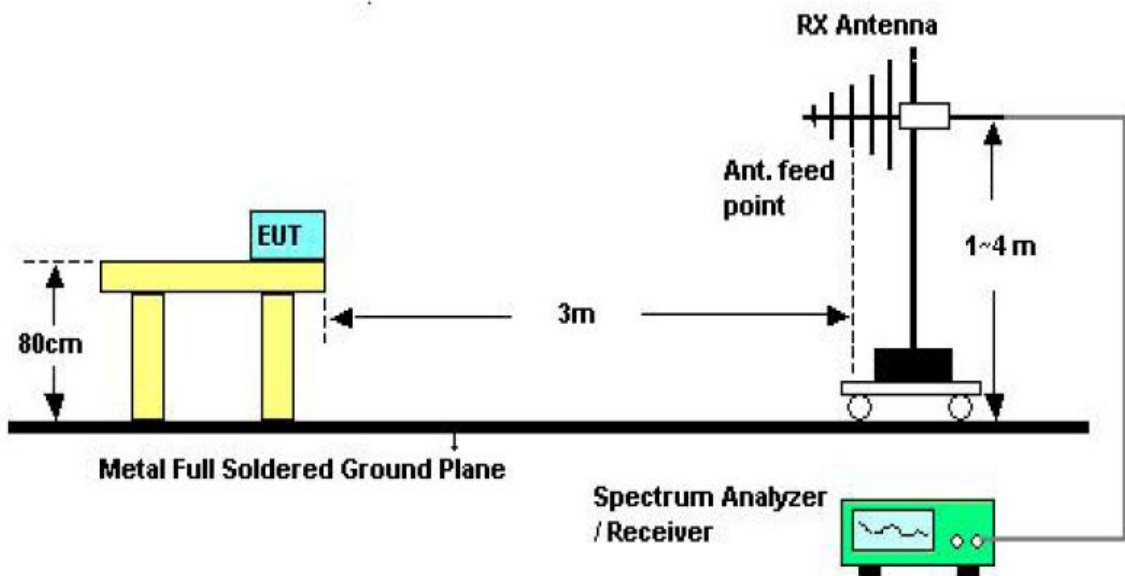 RX Antenna
Ant. feed
point
EUT
1~4 m
3m
80cm
Metal Full Soldered Ground Plane
Spectrum Analyzer
/ Receiver